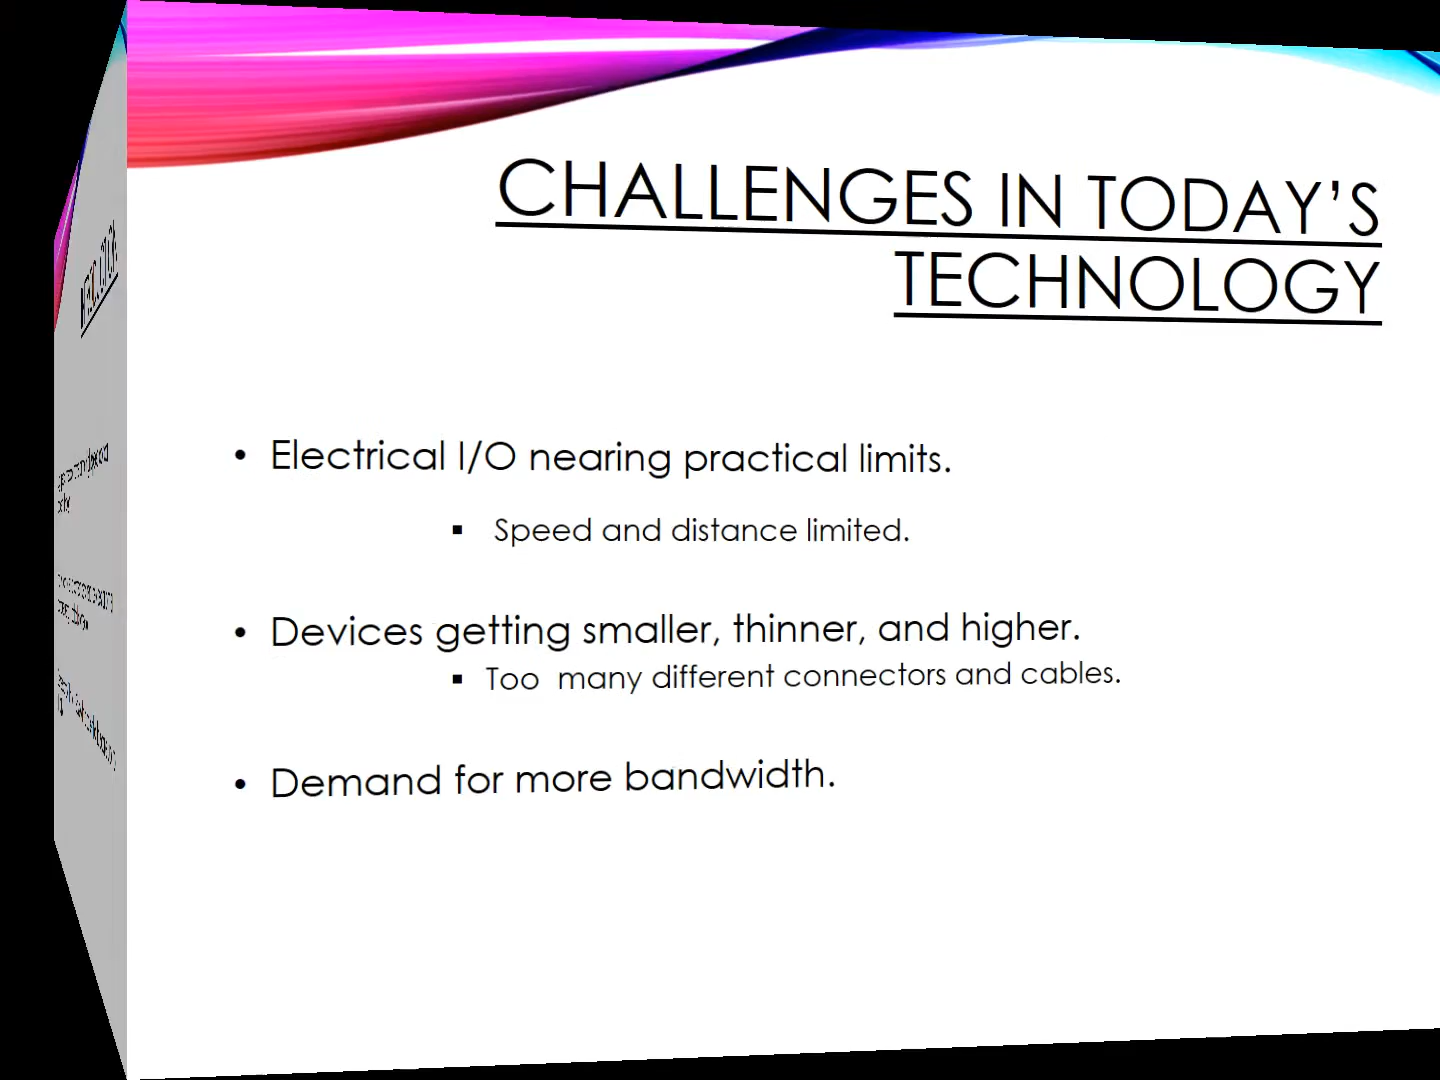 CHALLENGES IN TODAY’S
TECHNOLOGY
• Electrical I/O nearing practical limits.
▪ Speed and distance limited.
• Devices getting smaller, thinner, and higher.
▪ Too many different connectors and cables.
• Demand for more bandwidth.